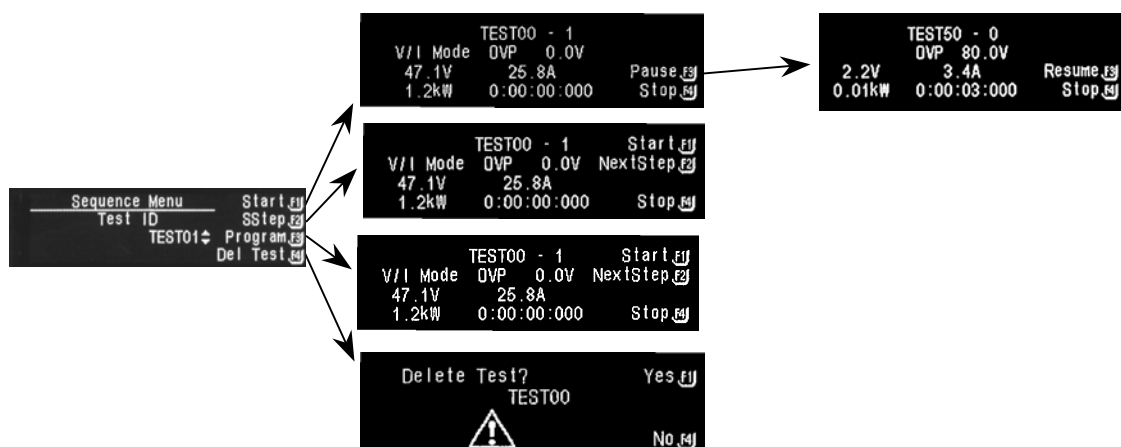 Sequence Menu Start F1
Test ID SStep F2
TEST01 Program F3
Del Test F4
TEST00 - 1
V/I Mode OVP 0.0V
47.1V 25.8A Pause F3
1.2kW 0:00:00:000 Stop F4
TEST50 - 0
OVP 80.0V
2.2V 3.4A Resume F3
0.01kW 0:00:03:000 Stop F4
TEST00 - 1 Start F1
V/I Mode OVP 0.0V NextStep F2
47.1V 25.8A
1.2kW 0:00:00:000 Stop F4
TEST00 - 1 Start F1
V/I Mode OVP 0.0V NextStep F2
47.1V 25.8A
1.2kW 0:00:00:000 Stop F4
Delete Test? Yes F1
TEST00
!
No F4